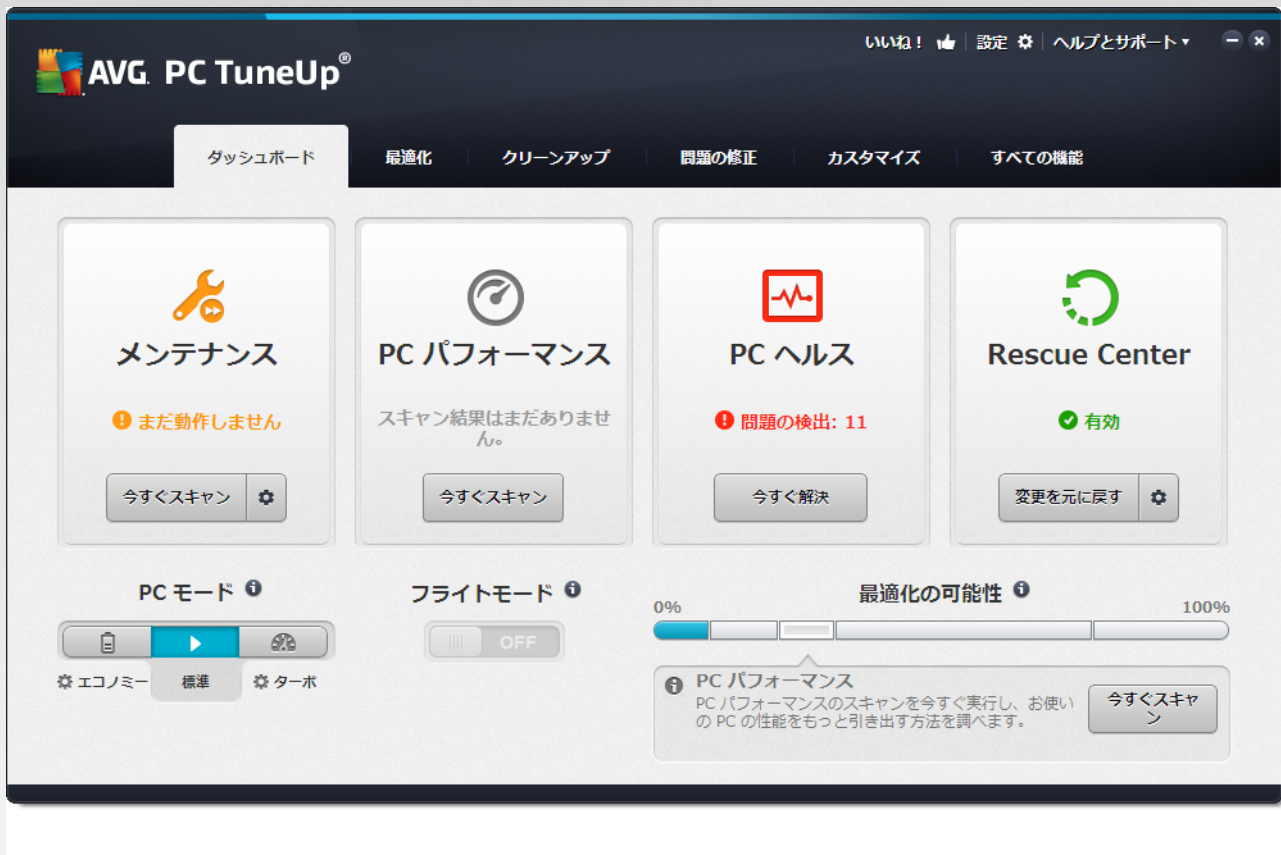 いいね! 設定 ヘルプとサポート
AVG. PC TuneUp®
ダッシュボード 最適化 クリーンアップ 問題の修正 カスタマイズ すべての機能
メンテナンス
まだ動作しません
今すぐスキャン
PC パフォーマンス
スキャン結果はまだありませ
ん。
今すぐスキャン
PC ヘルス
問題の検出: 11
今すぐ解決
Rescue Center
有効
変更を元に戻す
PC モード
エコノミー 標準 ターボ
フライトモード
OFF
最適化の可能性
0% 100%
PC パフォーマンス
PC パフォーマンスのスキャンを今すぐ実行し、お使い
の PC の性能をもっと引き出す方法を調べます。
今すぐスキャ
ン